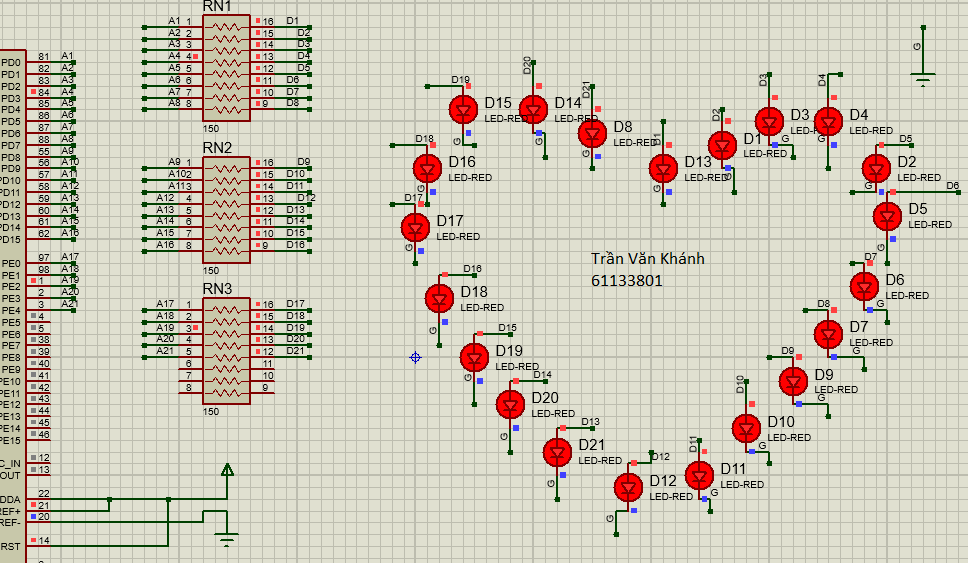 RN1
A1 1 16 D1
A2 2 15 D2
A3 3 14 D3
A4 4 13 D4
A5 5 12 D5
A6 6 11 D6
A7 7 10 D7
A8 8 9 D8
150
RN2
A9 1 16 D9
A10 2 15 D10
A11 3 14 D11
A12 4 13 D12
A13 5 12 D13
A14 6 11 D14
A15 7 10 D15
A16 8 9 D16
150
RN3
A17 1 16 D17
A18 2 15 D18
A19 3 14 D19
A20 4 13 D20
A21 5 12 D21
6 11
7 10
8 9
150
PD0 81 A1
PD1 82 A2
PD2 83 A3
PD3 84 A4
PD4 85 A5
PD5 86 A6
PD6 87 A7
PD7 88 A8
PD8 55 A9
PD9 56 A10
PD10 57 A11
PD11 58 A12
PD12 59 A13
PD13 60 A14
PD14 61 A15
PD15 62 A16
PE0 97 A17
PE1 98 A18
PE2 1 A19
PE3 2 A20
PE4 3 A21
PE5 4
PE6 5
PE7 38
PE8 39
PE9 40
PE10 41
PE11 42
PE12 43
PE13 44
PE14 45
PE15 46
C_IN 12
OUT 13
DDA 22
REF+ 21
REF- 20
RST 14
G
D19
G
D15
LED-RED
D20
G
D14
LED-RED
D21
G
D8
LED-RED
D1
G
D13
LED-RED
D2
G
D1
LED-RED
D3
G
D3
LED-RED
D4
G
D4
LED-RED
D5
G
D2
LED-RED
D6
G
D5
LED-RED
D18
G
D16
LED-RED
D17
G
D17
LED-RED
Trần Văn Khánh
61133801
D7
G
D6
LED-RED
D16
G
D18
LED-RED
D8
G
D7
LED-RED
D15
G
D19
LED-RED
D9
G
D9
LED-RED
D14
G
D20
LED-RED
D10
G
D10
LED-RED
D13
G
D21
LED-RED
D12
G
D12
LED-RED
D11
G
D11
LED-RED